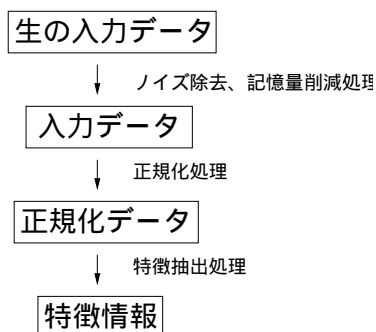 生の入力データ
ノイズ除去、記憶量削減処理
入力データ
正規化処理
正規化データ
特徴抽出処理
特徴情報